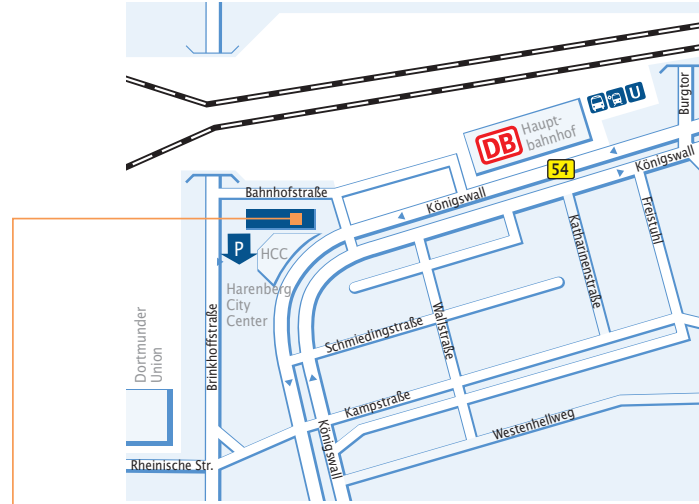 Burgtor
U
DB
Haupt-
bahnhof
54
Königswall
Bahnhofstraße
Königswall
Freistuhl
Katharinenstraße
P
HCC
Harenberg
City
Center
Brinkhoffstraße
Dortmunder
Union
Wallstraße
Schmiedingstraße
Kampstraße
Königswall
Westenhellweg
Rheinische Str.